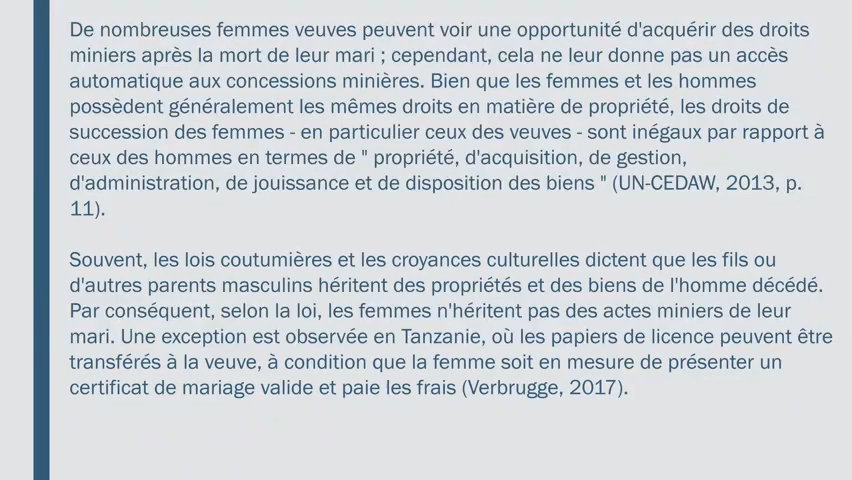 De nombreuses femmes veuves peuvent voir une opportunité d'acquérir des droits
miniers après la mort de leur mari ; cependant, cela ne leur donne pas un accès
automatique aux concessions minières. Bien que les femmes et les hommes
possèdent généralement les mêmes droits en matière de propriété, les droits de
succession des femmes - en particulier ceux des veuves - sont inégaux par rapport à
ceux des hommes en termes de " propriété, d'acquisition, de gestion,
d'administration, de jouissance et de disposition des biens " (UN-CEDAW, 2013, p.
11).
Souvent, les lois coutumières et les croyances culturelles dictent que les fils ou
d'autres parents masculins héritent des propriétés et des biens de l'homme décédé.
Par conséquent, selon la loi, les femmes n'héritent pas des actes miniers de leur
mari. Une exception est observée en Tanzanie, où les papiers de licence peuvent être
transférés à la veuve, à condition que la femme soit en mesure de présenter un
certificat de mariage valide et paie les frais (Verbrugge, 2017).